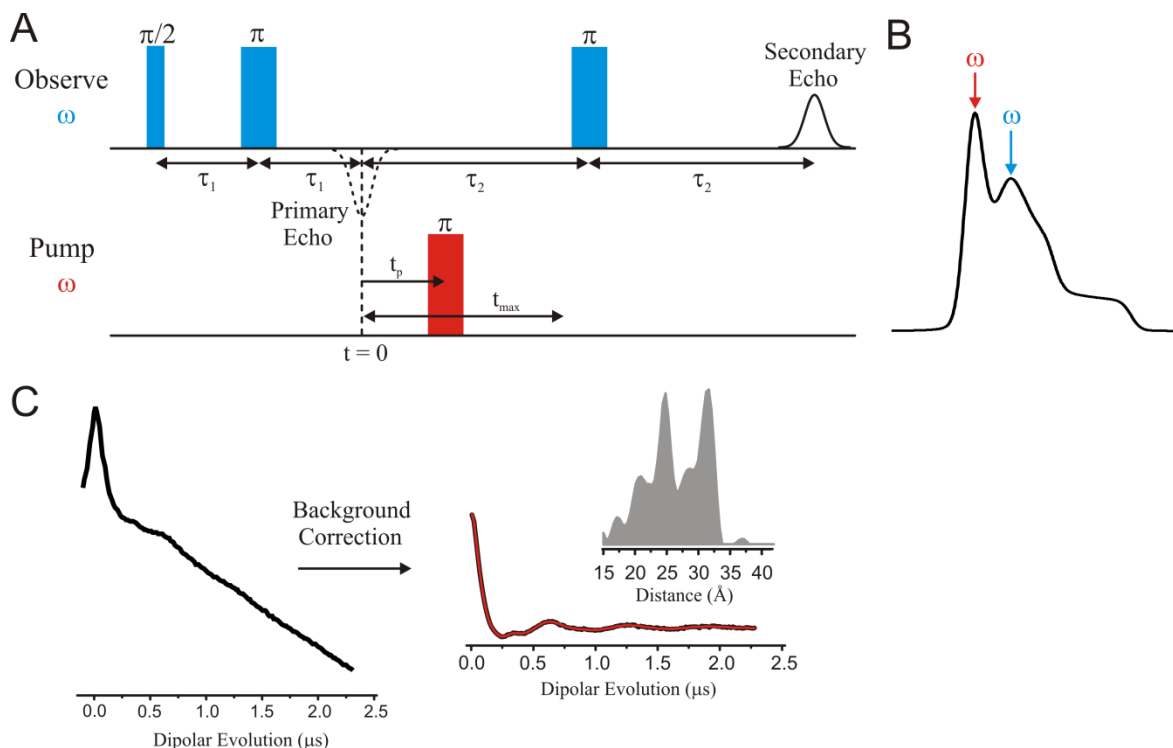 A
π/2
π
π
Observe
ω
Secondary
Echo
τ₁
τ₁
τ₂
τ₂
Primary
Echo
Pump
ω
π
tₚ
tₘₐₓ
t = 0
B
ω
ω
C
0.0 0.5 1.0 1.5 2.0 2.5
Dipolar Evolution (μs)
Background
Correction
15 20 25 30 35 40
Distance (Å)
0.0 0.5 1.0 1.5 2.0 2.5
Dipolar Evolution (μs)